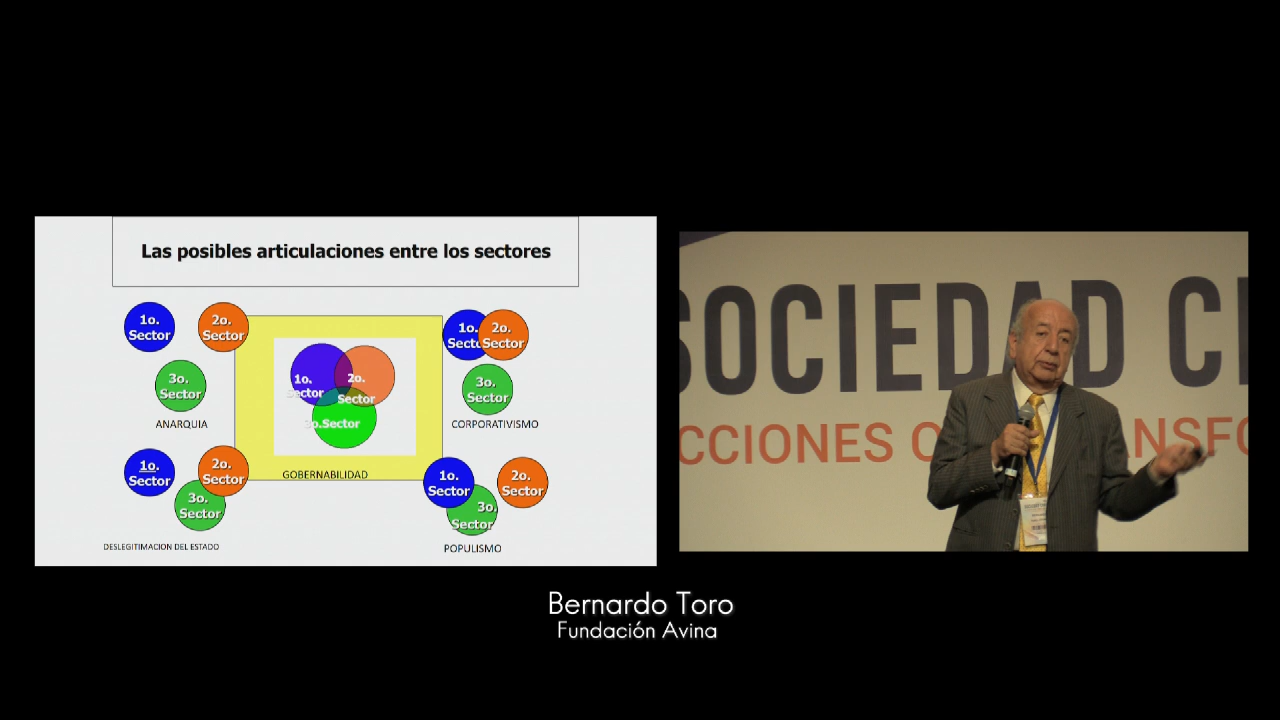 Las posibles articulaciones entre los sectores
1o.
Sector
2o.
Sector
3o.
Sector
ANARQUIA
1o.
Sector
2o.
Sector
3o.Sector
GOBERNABILIDAD
1o.
Sector
2o.
Sector
3o.
Sector
CORPORATIVISMO
1o.
Sector
2o.
Sector
3o.
Sector
DESLEGITIMACION DEL ESTADO
1o.
Sector
2o.
Sector
3o.
Sector
POPULISMO
SOCIEDAD C
CCIONES
ANSFO
Bernardo Toro
Fundación Avina